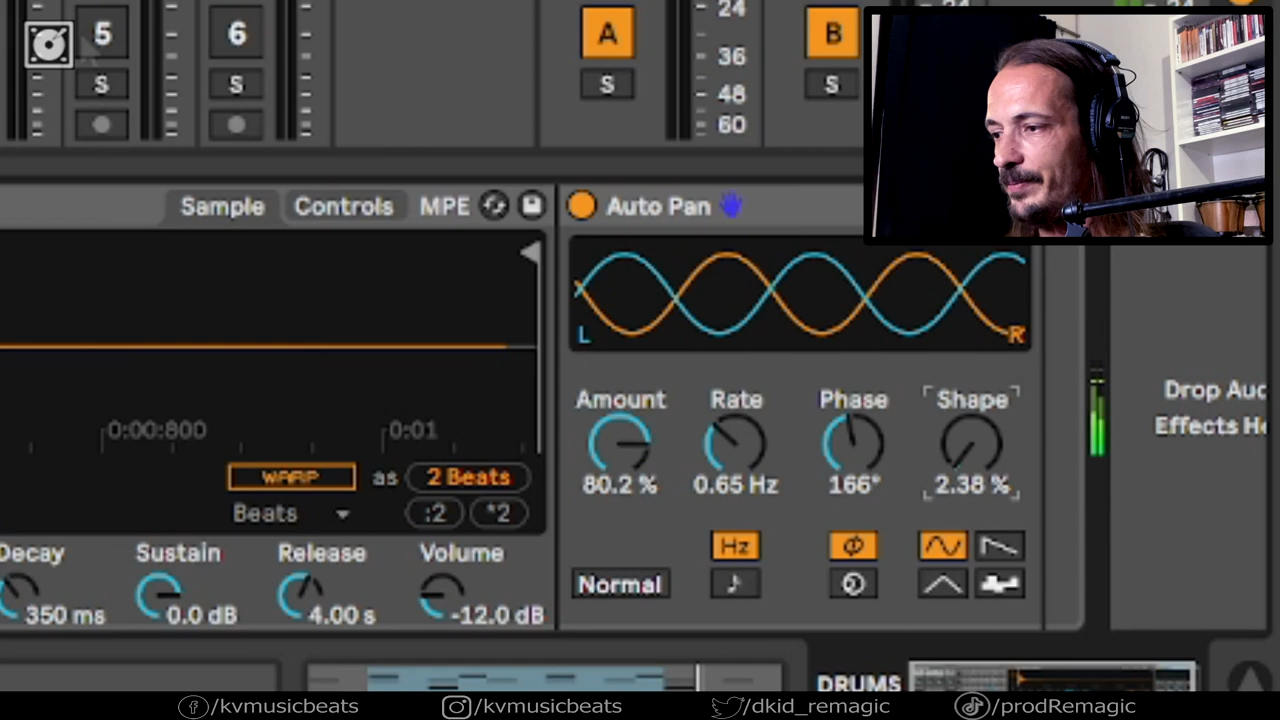 5
6
A
B
24
S
S
S
S
36
48
60
Sample
Controls
MPE
Auto Pan
L
R
0:00:800
0:01
Amount
Rate
Phase
Shape
80.2 %
0.65 Hz
166°
2.38 %
Drop Aud
Effects He
WARP
as
2 Beats
Beats
:2
*2
Decay
Sustain
Release
Volume
350 ms
0.0 dB
4.00 s
-12.0 dB
Hz
Normal
DRUMS
/kvmusicbeats
/kvmusicbeats
/dkid_remagic
/prodRemagic